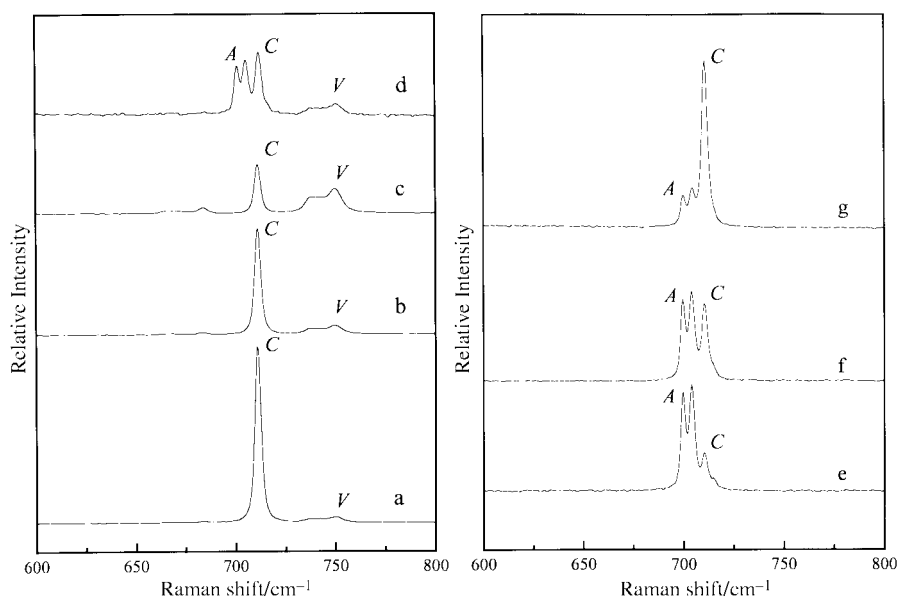 A
C
V
d
C
V
c
C
V
b
C
V
a
600
650
700
750
800
Raman shift/cm⁻¹
Relative Intensity
C
A
g
A
C
f
A
C
e
600
650
700
750
800
Raman shift/cm⁻¹
Relative Intensity